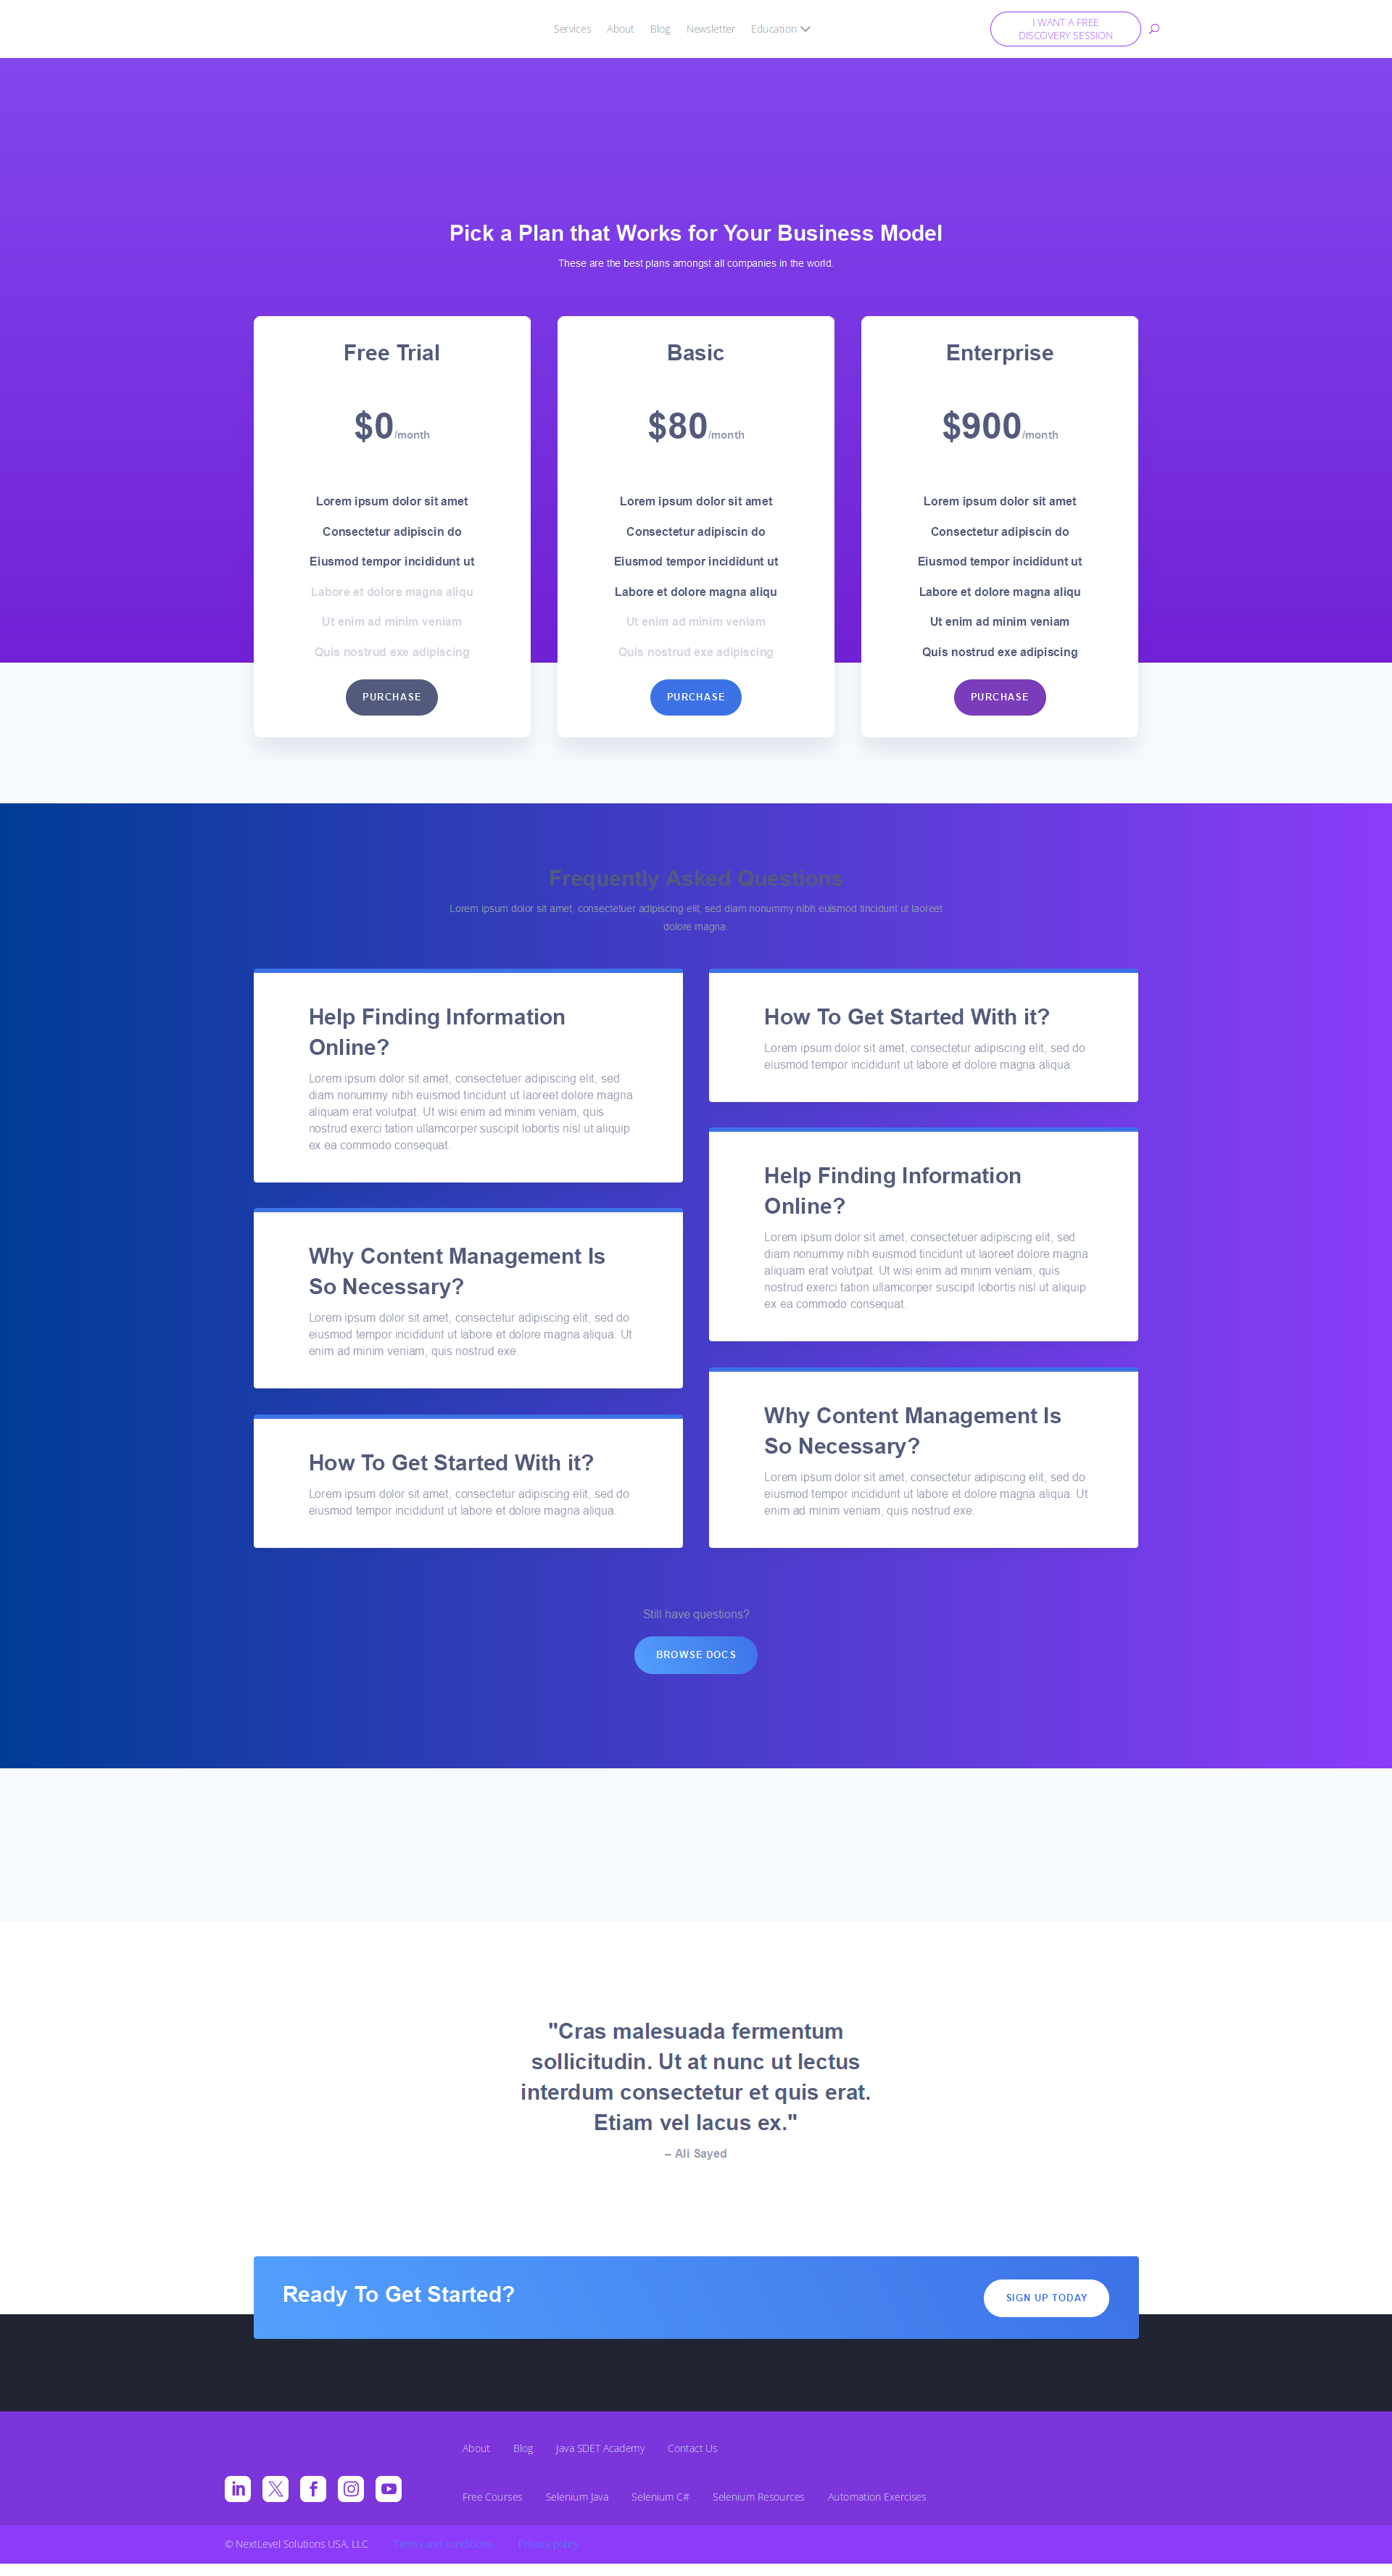 Services About Blog Newsletter Education
I WANT A FREE
DISCOVERY SESSION
Pick a Plan that Works for Your Business Model
These are the best plans amongst all companies in the world.
Free Trial
$0/month
Lorem ipsum dolor sit amet
Consectetur adipiscin do
Eiusmod tempor incididunt ut
Labore et dolore magna aliqu
Ut enim ad minim veniam
Quis nostrud exe adipiscing
PURCHASE
Basic
$80/month
Lorem ipsum dolor sit amet
Consectetur adipiscin do
Eiusmod tempor incididunt ut
Labore et dolore magna aliqu
Ut enim ad minim veniam
Quis nostrud exe adipiscing
PURCHASE
Enterprise
$900/month
Lorem ipsum dolor sit amet
Consectetur adipiscin do
Eiusmod tempor incididunt ut
Labore et dolore magna aliqu
Ut enim ad minim veniam
Quis nostrud exe adipiscing
PURCHASE
Frequently Asked Questions
Lorem ipsum dolor sit amet, consectetuer adipiscing elit, sed diam nonummy nibh euismod tincidunt ut laoreet
dolore magna.
Help Finding Information
Online?
Lorem ipsum dolor sit amet, consectetuer adipiscing elit, sed
diam nonummy nibh euismod tincidunt ut laoreet dolore magna
aliquam erat volutpat. Ut wisi enim ad minim veniam, quis
nostrud exerci tation ullamcorper suscipit lobortis nisl ut aliquip
ex ea commodo consequat.
Why Content Management Is
So Necessary?
Lorem ipsum dolor sit amet, consectetur adipiscing elit, sed do
eiusmod tempor incididunt ut labore et dolore magna aliqua. Ut
enim ad minim veniam, quis nostrud exe.
How To Get Started With it?
Lorem ipsum dolor sit amet, consectetur adipiscing elit, sed do
eiusmod tempor incididunt ut labore et dolore magna aliqua.
How To Get Started With it?
Lorem ipsum dolor sit amet, consectetur adipiscing elit, sed do
eiusmod tempor incididunt ut labore et dolore magna aliqua.
Help Finding Information
Online?
Lorem ipsum dolor sit amet, consectetuer adipiscing elit, sed
diam nonummy nibh euismod tincidunt ut laoreet dolore magna
aliquam erat volutpat. Ut wisi enim ad minim veniam, quis
nostrud exerci tation ullamcorper suscipit lobortis nisl ut aliquip
ex ea commodo consequat.
Why Content Management Is
So Necessary?
Lorem ipsum dolor sit amet, consectetur adipiscing elit, sed do
eiusmod tempor incididunt ut labore et dolore magna aliqua. Ut
enim ad minim veniam, quis nostrud exe.
Still have questions?
BROWSE DOCS
"Cras malesuada fermentum
sollicitudin. Ut at nunc ut lectus
interdum consectetur et quis erat.
Etiam vel lacus ex."
– Ali Sayed
Ready To Get Started?
SIGN UP TODAY
About Blog Java SDET Academy Contact Us
Free Courses Selenium Java Selenium C# Selenium Resources Automation Exercises
© NextLevel Solutions USA, LLC Terms and conditions Privacy policy